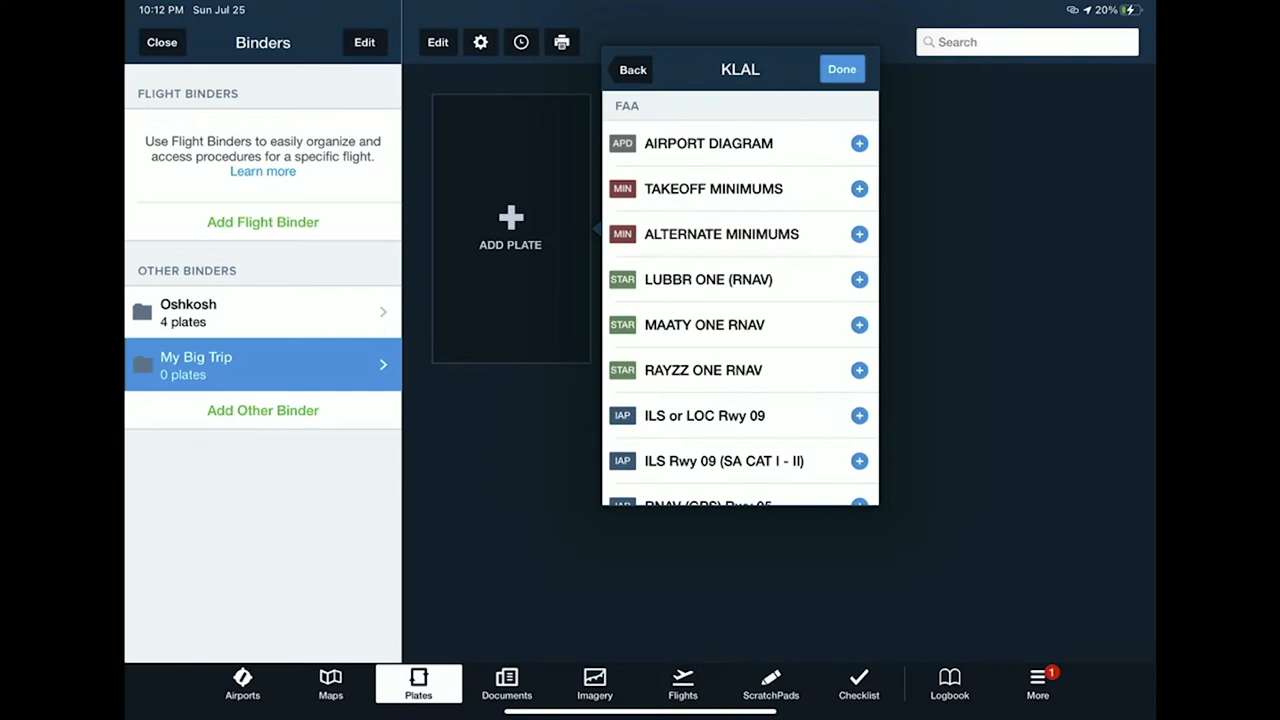 10:12 PM Sun Jul 25
20%
Close
Binders
Edit
FLIGHT BINDERS
Use Flight Binders to easily organize and
access procedures for a specific flight.
Learn more
Add Flight Binder
OTHER BINDERS
Oshkosh
4 plates
My Big Trip
0 plates
Add Other Binder
Edit
Search
ADD PLATE
Back
KLAL
Done
FAA
APD AIRPORT DIAGRAM
MIN TAKEOFF MINIMUMS
MIN ALTERNATE MINIMUMS
STAR LUBBR ONE (RNAV)
STAR MAATY ONE RNAV
STAR RAYZZ ONE RNAV
IAP ILS or LOC Rwy 09
IAP ILS Rwy 09 (SA CAT I - II)
IAP RNAV (GPS) Rwy 05
Airports
Maps
Plates
Documents
Imagery
Flights
ScratchPads
Checklist
Logbook
More
1